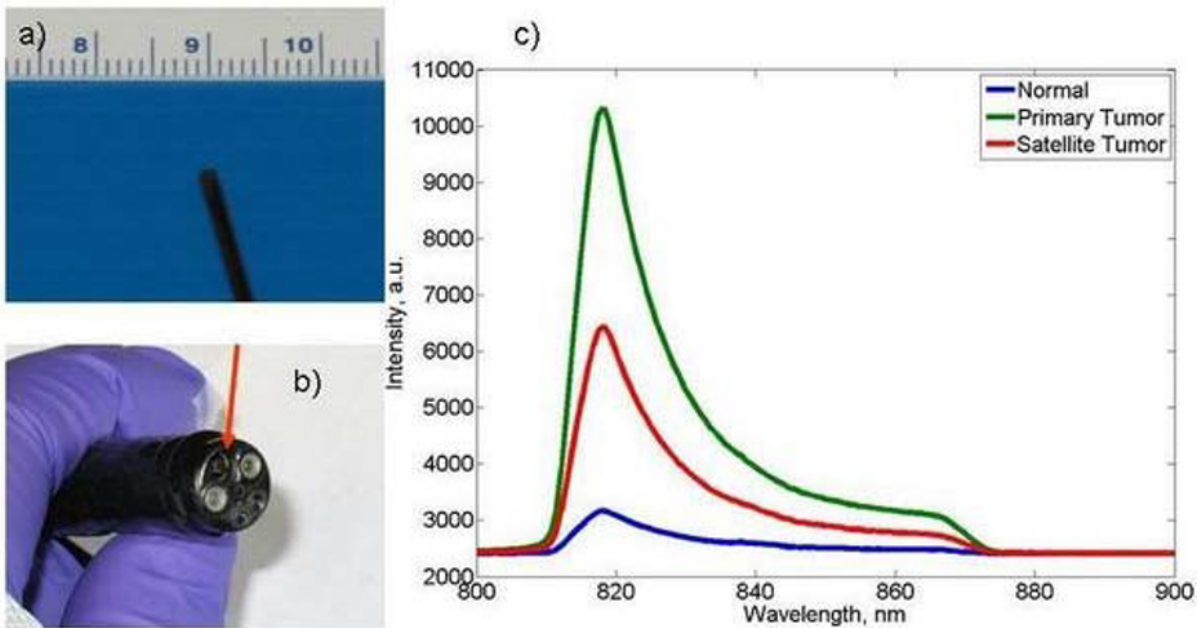 a)
8 9 10
b)
c)
11000
10000
9000
8000
7000
6000
5000
4000
3000
2000
Intensity, a.u.
Normal
Primary Tumor
Satellite Tumor
800 820 840 860 880 900
Wavelength, nm